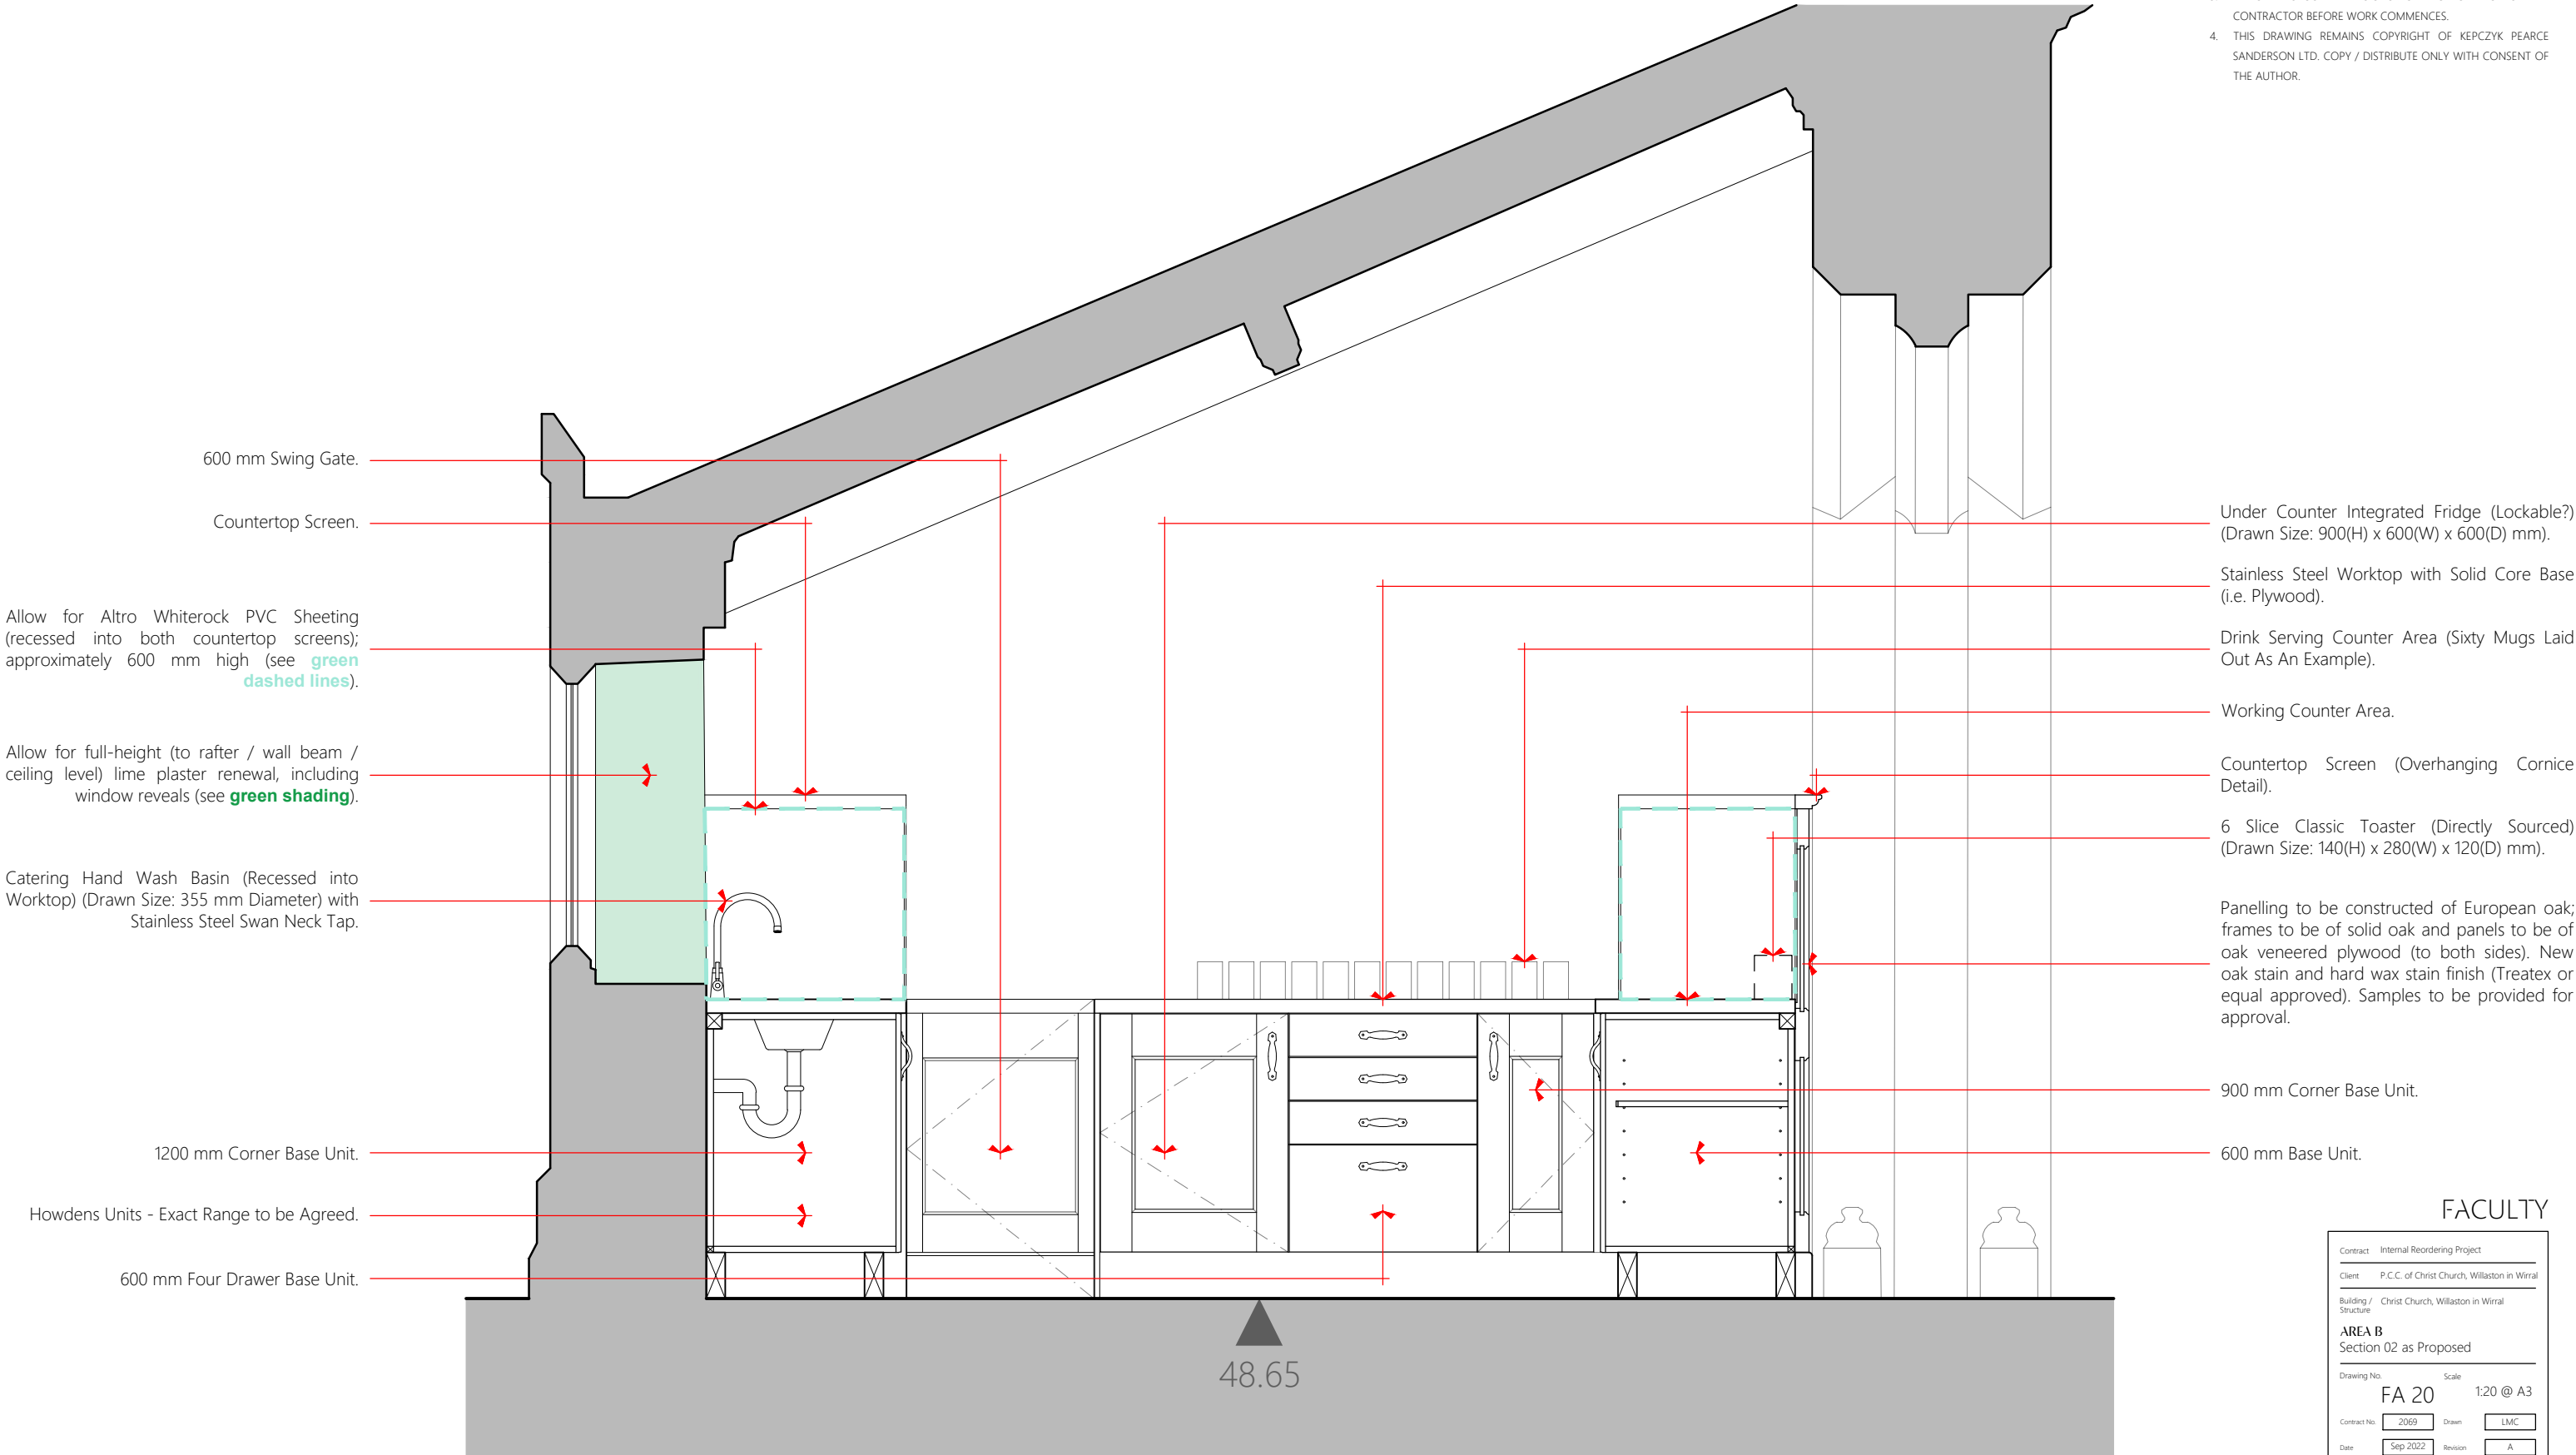 CONTRACTOR BEFORE WORK COMMENCES.
4. THIS DRAWING REMAINS COPYRIGHT OF KEPCZYK PEARCE
SANDERSON LTD. COPY / DISTRIBUTE ONLY WITH CONSENT OF
THE AUTHOR.
600 mm Swing Gate.
Countertop Screen.
Allow for Altro Whiterock PVC Sheeting
(recessed into both countertop screens);
approximately 600 mm high (see green
dashed lines).
Allow for full-height (to rafter / wall beam /
ceiling level) lime plaster renewal, including
window reveals (see green shading).
Catering Hand Wash Basin (Recessed into
Worktop) (Drawn Size: 355 mm Diameter) with
Stainless Steel Swan Neck Tap.
1200 mm Corner Base Unit.
Howdens Units - Exact Range to be Agreed.
600 mm Four Drawer Base Unit.
Under Counter Integrated Fridge (Lockable?)
(Drawn Size: 900(H) x 600(W) x 600(D) mm).
Stainless Steel Worktop with Solid Core Base
(i.e. Plywood).
Drink Serving Counter Area (Sixty Mugs Laid
Out As An Example).
Working Counter Area.
Countertop Screen (Overhanging Cornice
Detail).
6 Slice Classic Toaster (Directly Sourced)
(Drawn Size: 140(H) x 280(W) x 120(D) mm).
Panelling to be constructed of European oak;
frames to be of solid oak and panels to be of
oak veneered plywood (to both sides). New
oak stain and hard wax stain finish (Treatex or
equal approved). Samples to be provided for
approval.
900 mm Corner Base Unit.
600 mm Base Unit.
48.65
FACULTY
Contract Internal Reordering Project
Client P.C.C. of Christ Church, Willaston in Wirral
Building / Christ Church, Willaston in Wirral
Structure
AREA B
Section 02 as Proposed
Drawing No. Scale
FA 20 1:20 @ A3
Contract No. 2069 Drawn LMC
Date Sep 2022 Revision A